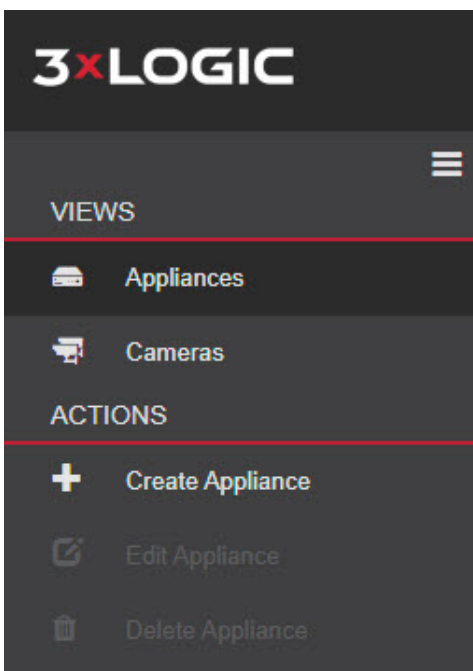 3xLOGIC
VIEWS
Appliances
Cameras
ACTIONS
Create Appliance
Edit Appliance
Delete Appliance